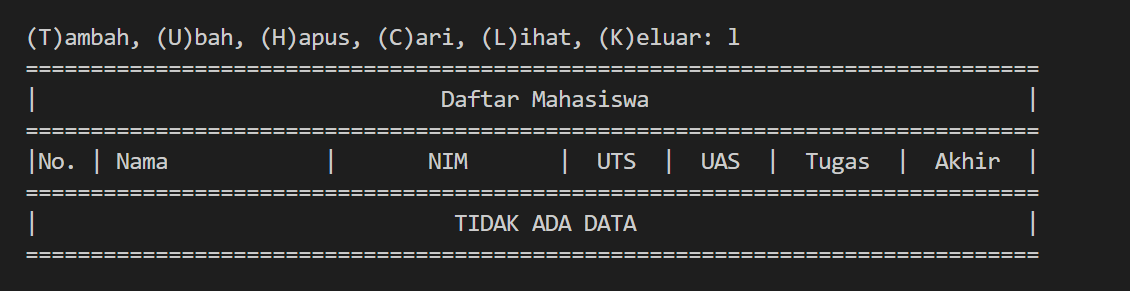 (T)ambah, (U)bah, (H)apus, (C)ari, (L)ihat, (K)eluar: l
==============================================================================
|                               Daftar Mahasiswa                             |
==============================================================================
|No. | Nama            |       NIM       |  UTS  |  UAS  |  Tugas  |  Akhir  |
==============================================================================
|                                TIDAK ADA DATA                              |
==============================================================================